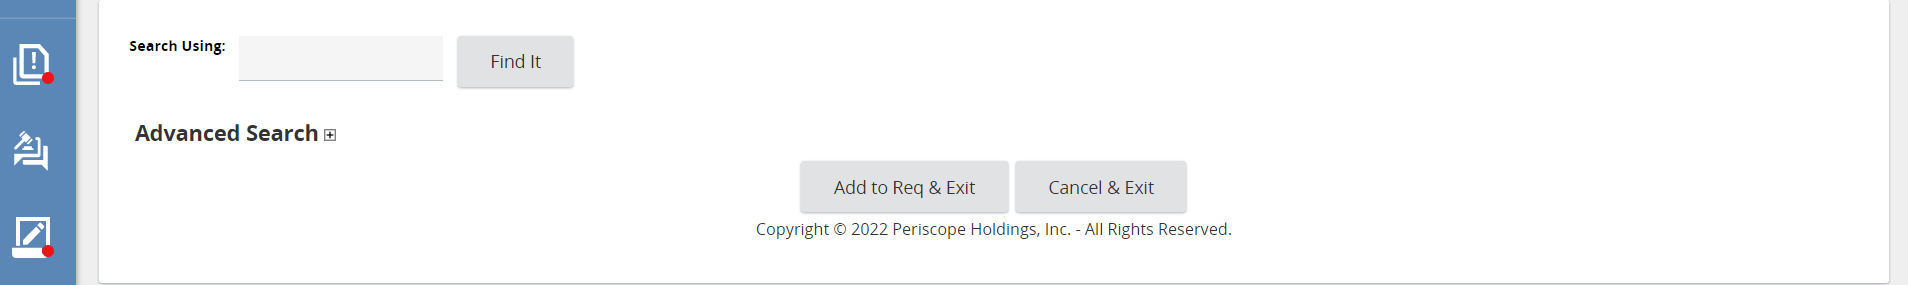 Search Using:
Find It
Advanced Search
Add to Req & Exit
Cancel & Exit
Copyright © 2022 Periscope Holdings, Inc. - All Rights Reserved.